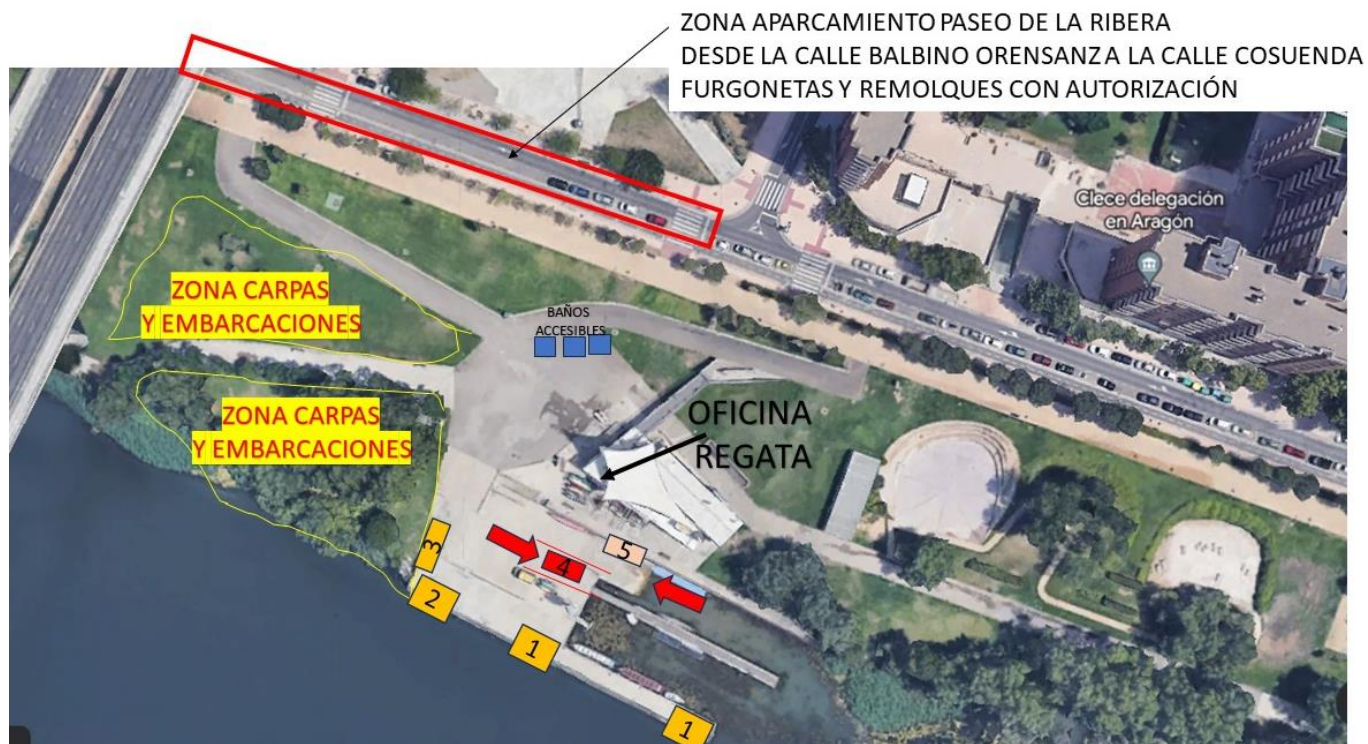 ZONA APARCAMIENTO PASEO DE LA RIBERA
DESDE LA CALLE BALBINO ORENSANZ A LA CALLE COSUENDA
FURGONETAS Y REMOLQUES CON AUTORIZACIÓN
Clece delegación
en Aragón
ZONA CARPAS
Y EMBARCACIONES
BAÑOS
ACCESIBLES
ZONA CARPAS
Y EMBARCACIONES
OFICINA
REGATA
3
4
5
2
1
1